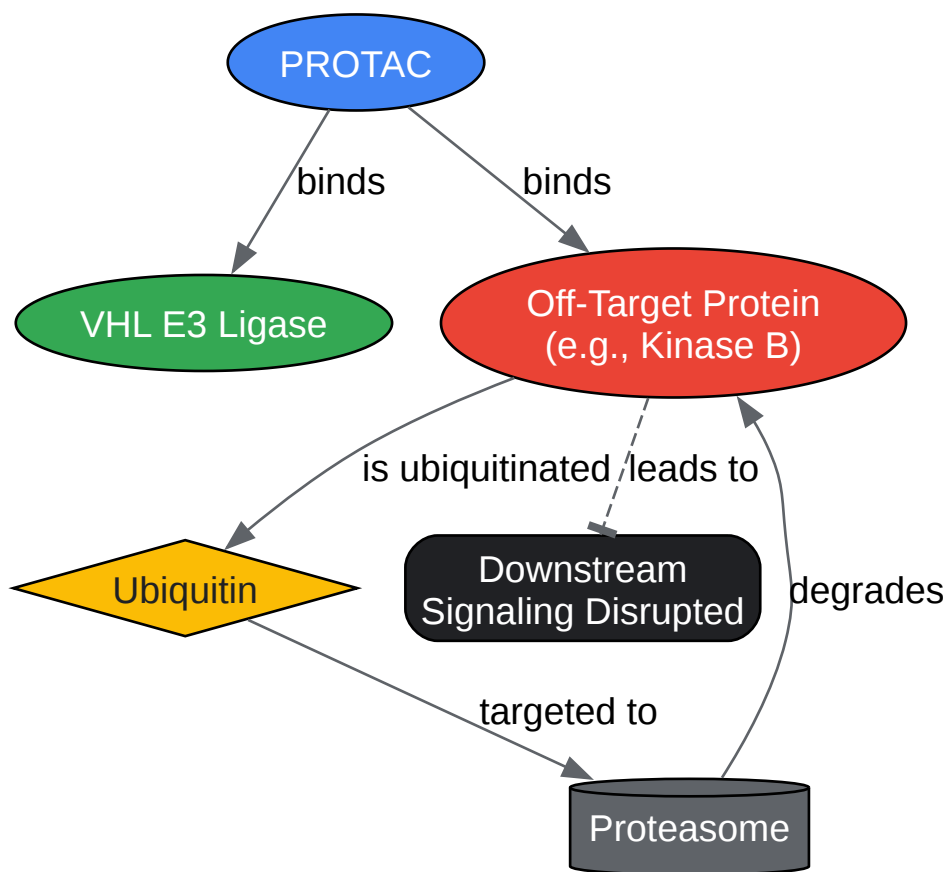 PROTAC
binds
binds
VHL E3 Ligase
Off-Target Protein
(e.g., Kinase B)
is ubiquitinated
leads to
Ubiquitin
Downstream
Signaling Disrupted
degrades
targeted to
Proteasome